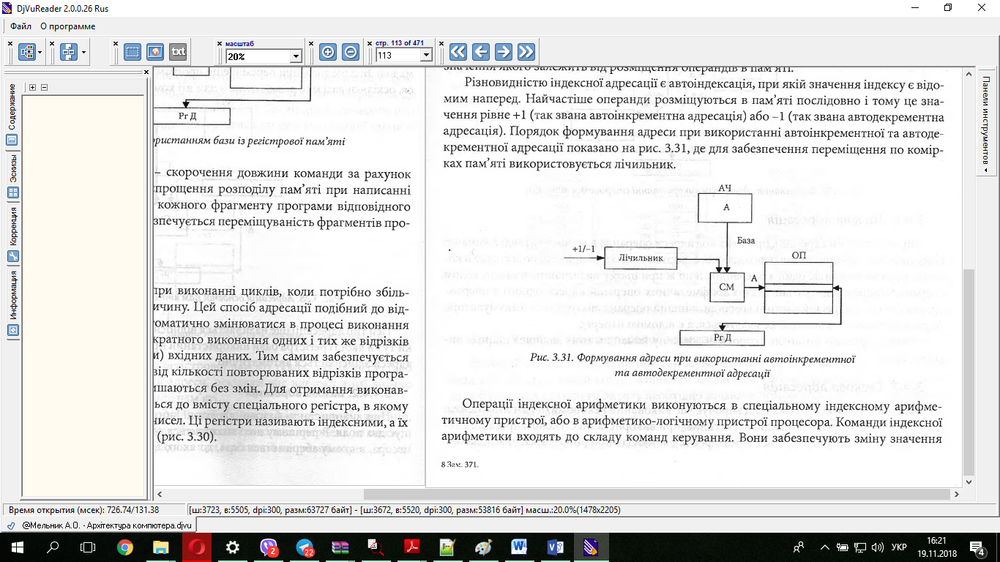 DjVuReader 2.0.0.26 Rus
Файл О программе
масштаб
20%
стр. 113 of 471
113
txt
Содержание
Эскизы
Коррекция
Информация
Панели инструментов
Рг Д
ористанням бази із регістрової пам’яті
– скорочення довжини команди за рахунок
спрощення розподілу пам’яті при написанні
кожного фрагменту програми відповідного
зпечується переміщуваність фрагментів про-
при виконанні циклів, коли потрібно збіль-
ичину. Цей спосіб адресації подібний до від-
томатично змінюватися в процесі виконання
кратного виконання одних і тих же відрізків
и) вхідних даних. Тим самим забезпечується
від кількості повторюваних відрізків програ-
ишаються без змін. Для отримання виконав-
ться до вмісту спеціального регістра, в якому
чисел. Ці регістри називають індексними, а їх
(рис. 3.30).
значення якого залежить від розміщення операндів в пам’яті.
Різновидністю індексної адресації є автоіндексація, при якій значення індексу є відо-
мим наперед. Найчастіше операнди розміщуються в пам’яті послідовно і тому це зна-
чення рівне +1 (так звана автоінкрементна адресація) або –1 (так звана автодекрементна
адресація). Порядок формування адреси при використанні автоінкрементної та автоде-
крементної адресації показано на рис. 3.31, де для забезпечення переміщення по комір-
ках пам’яті використовується лічильник.
АЧ
А
База
+1/–1
Лічильник
ОП
СМ
А
Рг Д
Рис. 3.31. Формування адреси при використанні автоінкрементної
та автодекрементної адресації
Операції індексної арифметики виконуються в спеціальному індексному арифме-
тичному пристрої, або в арифметико-логічному пристрої процесора. Команди індексної
арифметики входять до складу команд керування. Вони забезпечують зміну значення
8 Зам. 371.
Время открытия (мсек): 726.74/131.38
[ш:3723, в:5505, dpi:300, разм:63727 байт] - [ш:3672, в:5520, dpi:300, разм:53816 байт] масш.:20.0%(1478x2205)
@Мельник А.О. - Архітектура компютера.djvu
2
22
УКР
16:21
19.11.2018
4